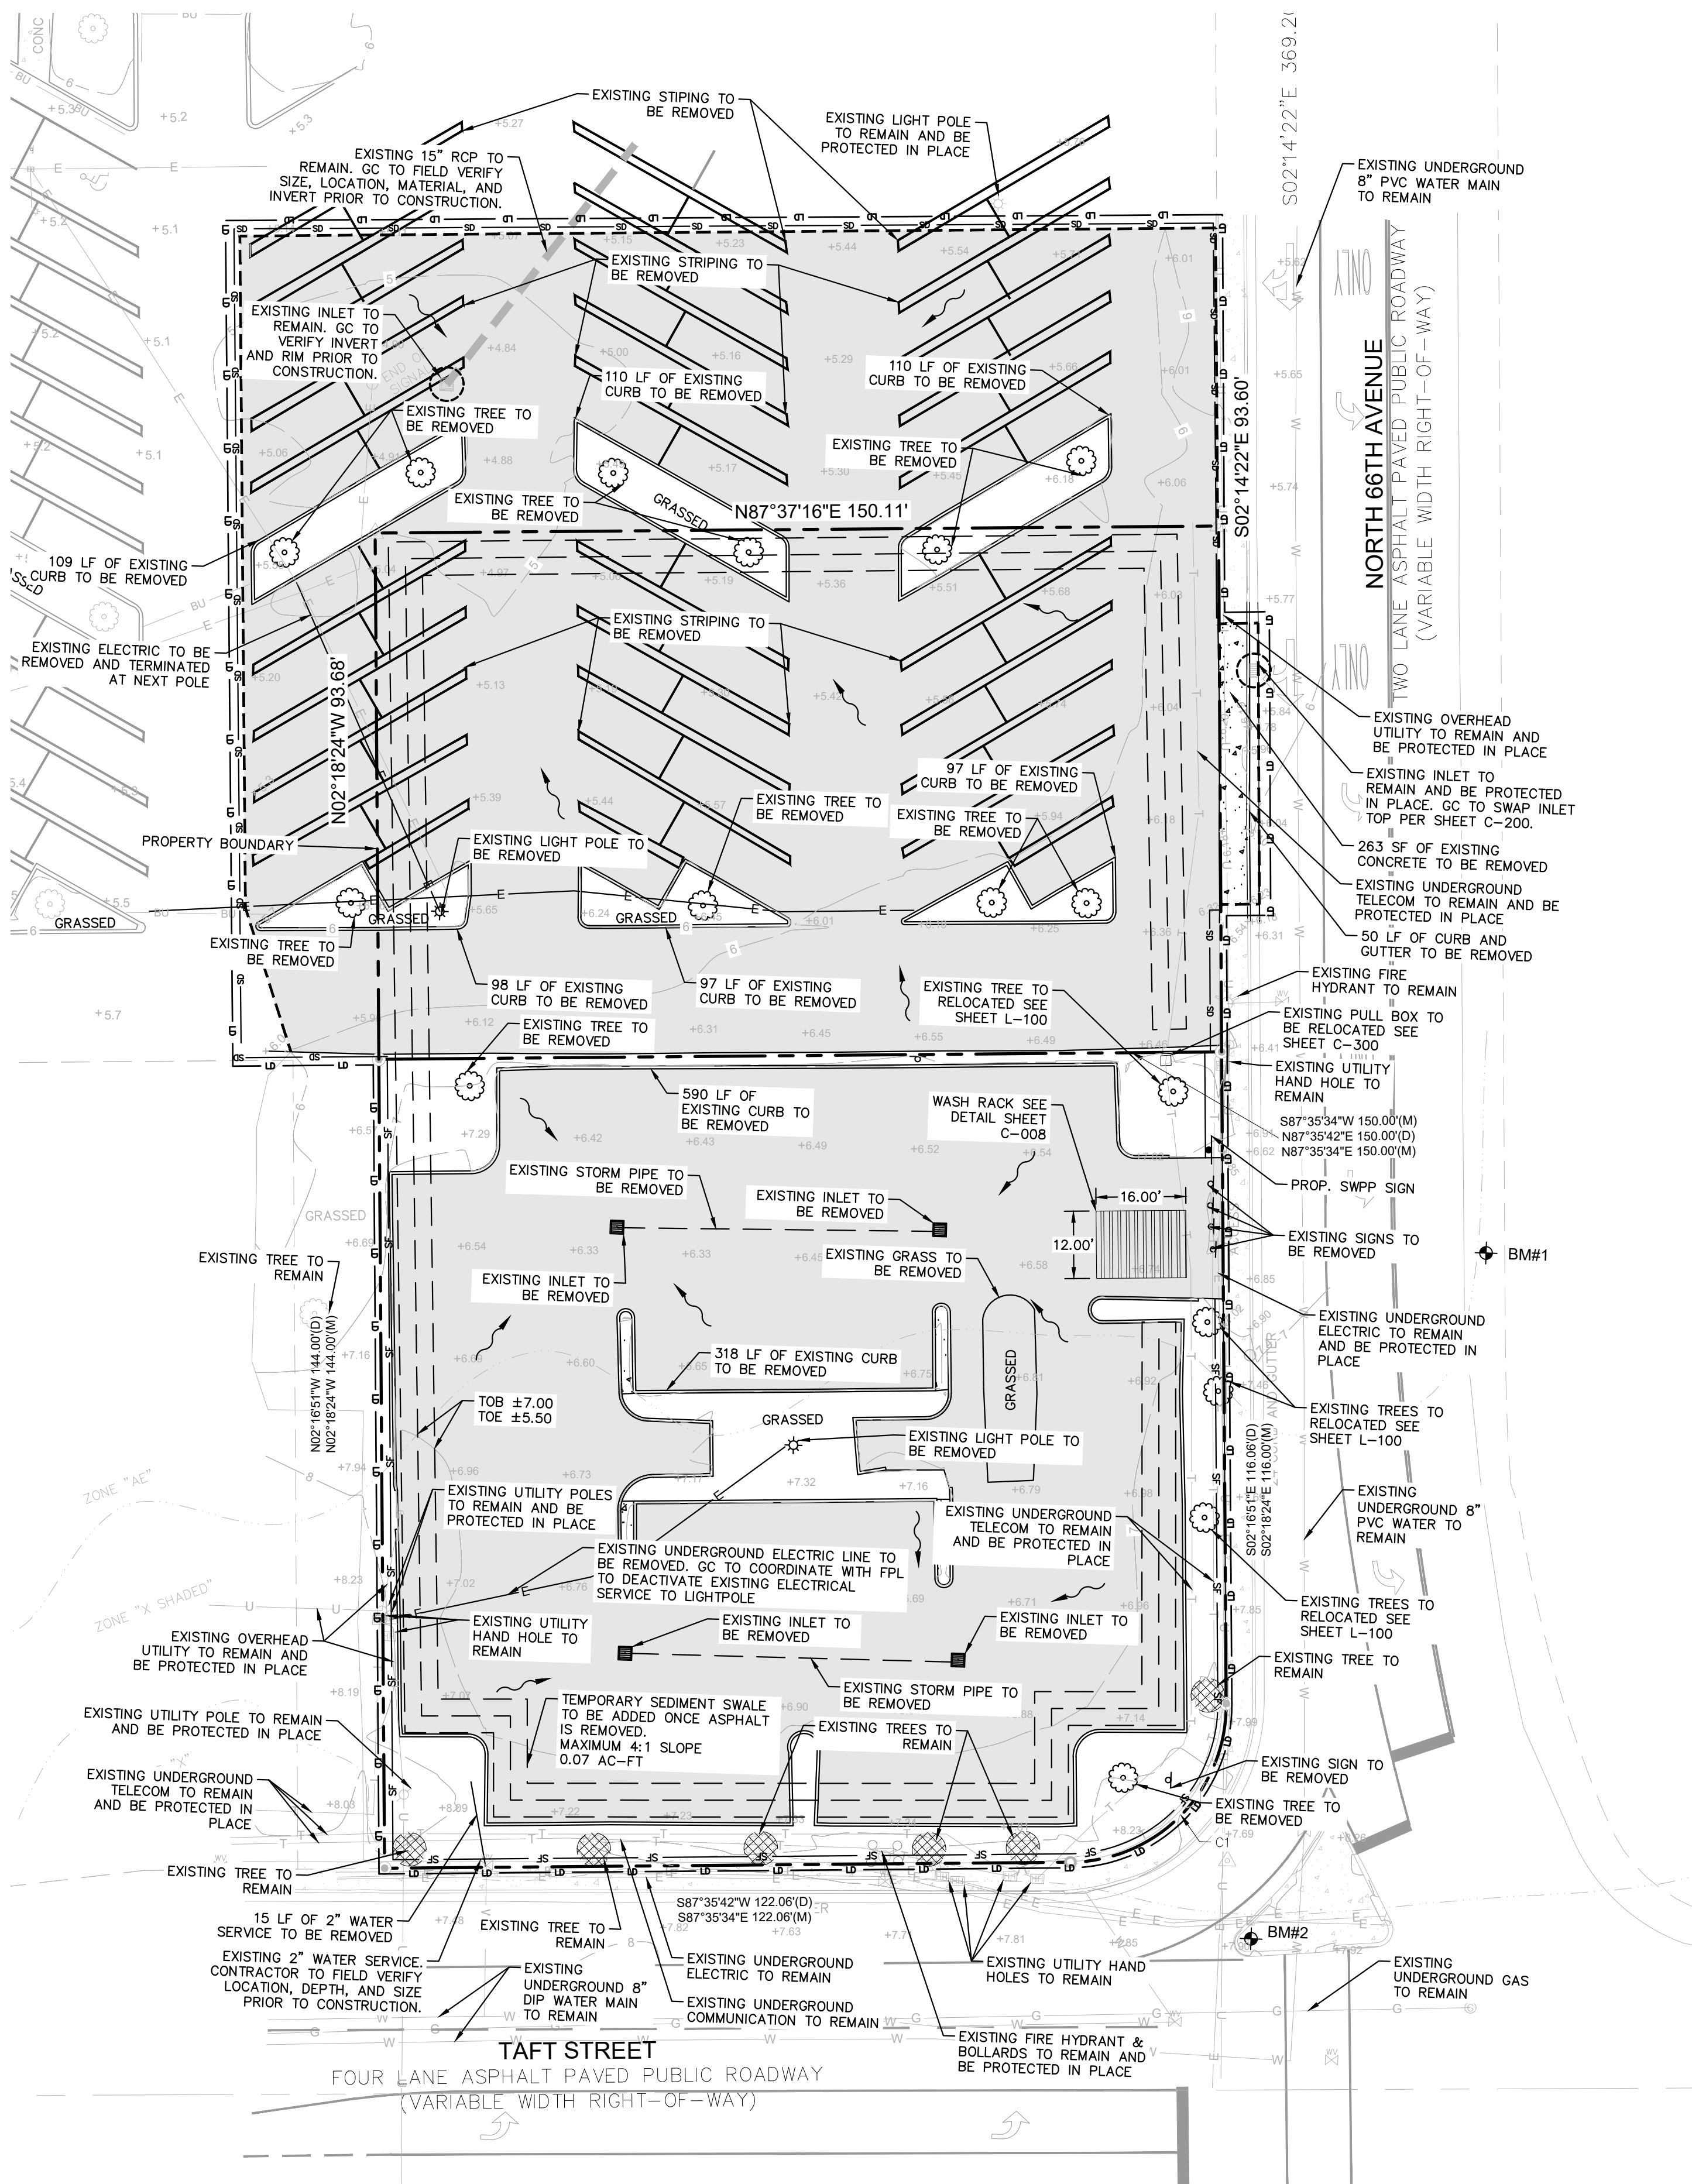 EXISTING STIPING TO
BE REMOVED
EXISTING LIGHT POLE
TO REMAIN AND BE
PROTECTED IN PLACE
S02°14'22"E 369.20
EXISTING 15" RCP TO
REMAIN. GC TO FIELD VERIFY
SIZE, LOCATION, MATERIAL, AND
INVERT PRIOR TO CONSTRUCTION.
EXISTING UNDERGROUND
8" PVC WATER MAIN
TO REMAIN
EXISTING STRIPING TO
BE REMOVED
EXISTING INLET TO
REMAIN. GC TO
VERIFY INVERT
AND RIM PRIOR TO
CONSTRUCTION.
110 LF OF EXISTING
CURB TO BE REMOVED
110 LF OF EXISTING
CURB TO BE REMOVED
NORTH 66TH AVENUE
TWO LANE ASPHALT PAVED PUBLIC ROADWAY
(VARIABLE WIDTH RIGHT-OF-WAY)
ONLY
ONLY
S02°14'22"E 93.60'
EXISTING TREE TO
BE REMOVED
EXISTING TREE TO
BE REMOVED
EXISTING TREE TO
BE REMOVED
GRASSED
N87°37'16"E 150.11'
109 LF OF EXISTING
CURB TO BE REMOVED
EXISTING ELECTRIC TO BE
REMOVED AND TERMINATED
AT NEXT POLE
N02°18'24"W 93.68'
EXISTING STRIPING TO
BE REMOVED
EXISTING OVERHEAD
UTILITY TO REMAIN AND
BE PROTECTED IN PLACE
97 LF OF EXISTING
CURB TO BE REMOVED
EXISTING INLET TO
REMAIN AND BE PROTECTED
IN PLACE. GC TO SWAP INLET
TOP PER SHEET C-200.
EXISTING TREE TO
BE REMOVED
EXISTING TREE TO
BE REMOVED
PROPERTY BOUNDARY
EXISTING LIGHT POLE TO
BE REMOVED
263 SF OF EXISTING
CONCRETE TO BE REMOVED
EXISTING UNDERGROUND
TELECOM TO REMAIN AND BE
PROTECTED IN PLACE
GRASSED
GRASSED
GRASSED
EXISTING TREE TO
BE REMOVED
50 LF OF CURB AND
GUTTER TO BE REMOVED
98 LF OF EXISTING
CURB TO BE REMOVED
97 LF OF EXISTING
CURB TO BE REMOVED
EXISTING TREE TO
RELOCATED SEE
SHEET L-100
EXISTING FIRE
HYDRANT TO REMAIN
EXISTING PULL BOX TO
BE RELOCATED SEE
SHEET C-300
EXISTING TREE TO
BE REMOVED
EXISTING UTILITY
HAND HOLE TO
REMAIN
590 LF OF
EXISTING CURB TO
BE REMOVED
WASH RACK SEE
DETAIL SHEET
C-008
S87°35'34"W 150.00'(M)
N87°35'42"E 150.00'(D)
N87°35'34"E 150.00'(M)
EXISTING STORM PIPE TO
BE REMOVED
EXISTING INLET TO
BE REMOVED
PROP. SWPP SIGN
16.00'
12.00'
GRASSED
EXISTING SIGNS TO
BE REMOVED
BM#1
EXISTING TREE TO
REMAIN
EXISTING INLET TO
BE REMOVED
EXISTING GRASS TO
BE REMOVED
N02°16'51"W 144.00'(D)
N02°18'24"W 144.00'(M)
EXISTING UNDERGROUND
ELECTRIC TO REMAIN
AND BE PROTECTED IN
PLACE
318 LF OF EXISTING CURB
TO BE REMOVED
GRASSED
GRASSED
TOB ±7.00
TOE ±5.50
EXISTING TREES TO
RELOCATED SEE
SHEET L-100
EXISTING LIGHT POLE TO
BE REMOVED
S02°16'51"E 116.06'(D)
S02°18'24"E 116.00'(M)
ZONE "AE"
ZONE "X SHADED"
EXISTING UTILITY POLES
TO REMAIN AND BE
PROTECTED IN PLACE
EXISTING UNDERGROUND
TELECOM TO REMAIN
AND BE PROTECTED IN
PLACE
EXISTING
UNDERGROUND 8"
PVC WATER TO
REMAIN
EXISTING UNDERGROUND ELECTRIC LINE TO
BE REMOVED. GC TO COORDINATE WITH FPL
TO DEACTIVATE EXISTING ELECTRICAL
SERVICE TO LIGHTPOLE
EXISTING TREES TO
RELOCATED SEE
SHEET L-100
EXISTING OVERHEAD
UTILITY TO REMAIN AND
BE PROTECTED IN PLACE
EXISTING UTILITY
HAND HOLE TO
REMAIN
EXISTING INLET TO
BE REMOVED
EXISTING INLET TO
BE REMOVED
EXISTING TREE TO
REMAIN
EXISTING UTILITY POLE TO REMAIN
AND BE PROTECTED IN PLACE
TEMPORARY SEDIMENT SWALE
TO BE ADDED ONCE ASPHALT
IS REMOVED.
MAXIMUM 4:1 SLOPE
0.07 AC-FT
EXISTING STORM PIPE TO
BE REMOVED
EXISTING TREES TO
REMAIN
EXISTING SIGN TO
BE REMOVED
EXISTING UNDERGROUND
TELECOM TO REMAIN
AND BE PROTECTED IN
PLACE
EXISTING TREE TO
BE REMOVED
C1
EXISTING TREE TO
REMAIN
15 LF OF 2" WATER
SERVICE TO BE REMOVED
S87°35'42"W 122.06'(D)
S87°35'34"E 122.06'(M)
EXISTING TREE TO
REMAIN
BM#2
EXISTING 2" WATER SERVICE.
CONTRACTOR TO FIELD VERIFY
LOCATION, DEPTH, AND SIZE
PRIOR TO CONSTRUCTION.
EXISTING
UNDERGROUND 8"
DIP WATER MAIN
TO REMAIN
EXISTING UNDERGROUND
ELECTRIC TO REMAIN
EXISTING UNDERGROUND
COMMUNICATION TO REMAIN
EXISTING UTILITY HAND
HOLES TO REMAIN
EXISTING
UNDERGROUND GAS
TO REMAIN
EXISTING FIRE HYDRANT &
BOLLARDS TO REMAIN AND
BE PROTECTED IN PLACE
TAFT STREET
FOUR LANE ASPHALT PAVED PUBLIC ROADWAY
(VARIABLE WIDTH RIGHT-OF-WAY)